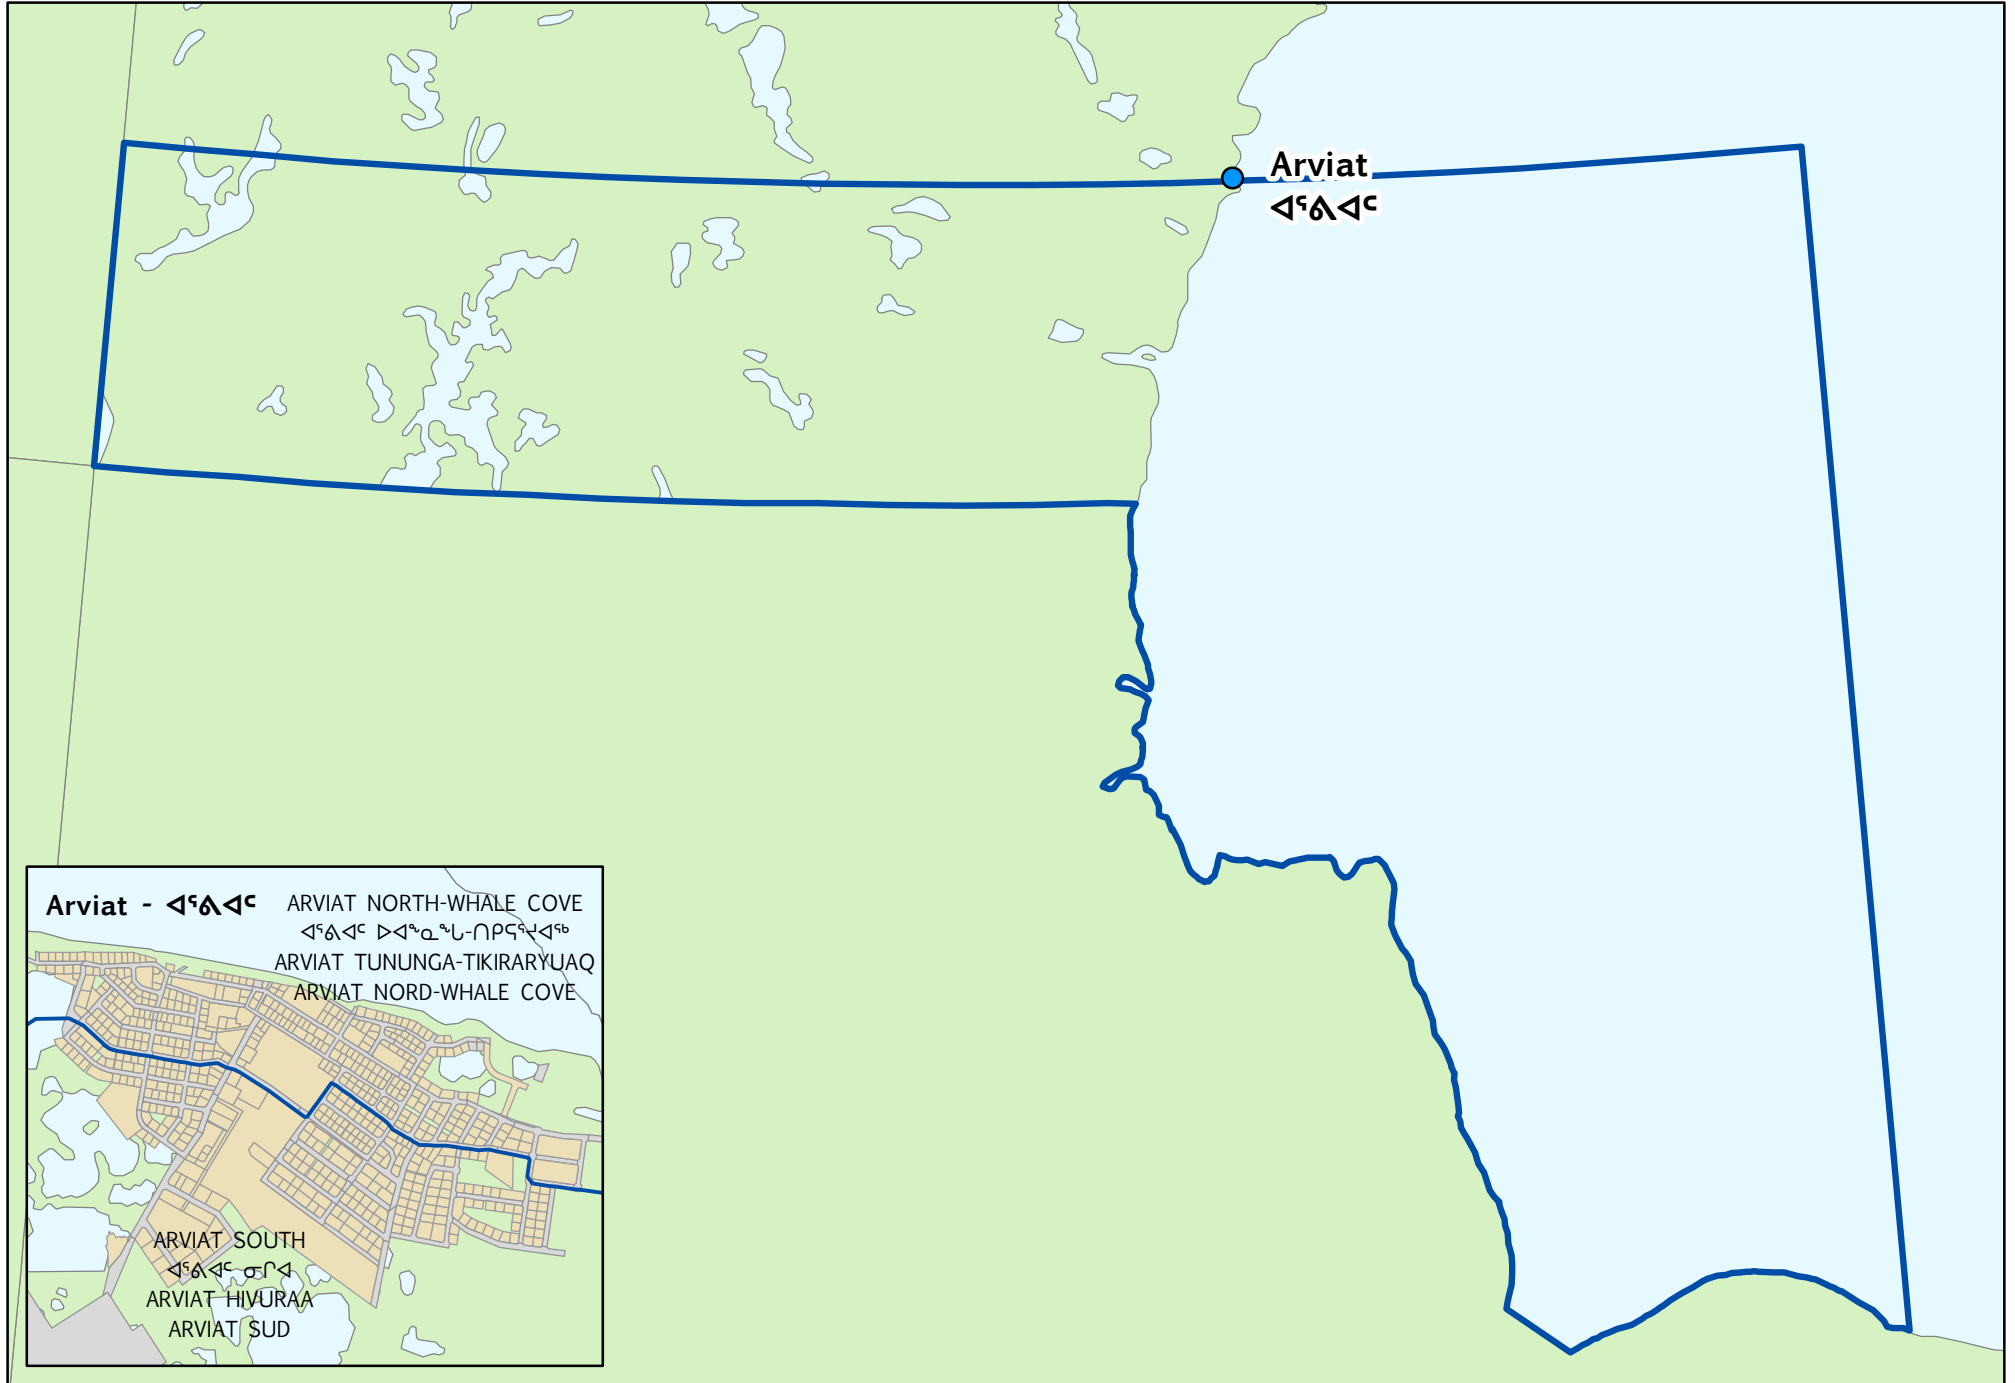 Arviat
ᐊᕐᕕᐊᑦ
Arviat - ᐊᕐᕕᐊᑦ
ARVIAT NORTH-WHALE COVE
ᐊᕐᕕᐊᑦ ᐅᐊᖕᓇᖓ-ᑎᑭᕋᕐᔪᐊᖅ
ARVIAT TUNUNGA-TIKIRARYUAQ
ARVIAT NORD-WHALE COVE
ARVIAT SOUTH
ᐊᕐᕕᐊᑦ ᓂᒋᐊ
ARVIAT HIVURAA
ARVIAT SUD